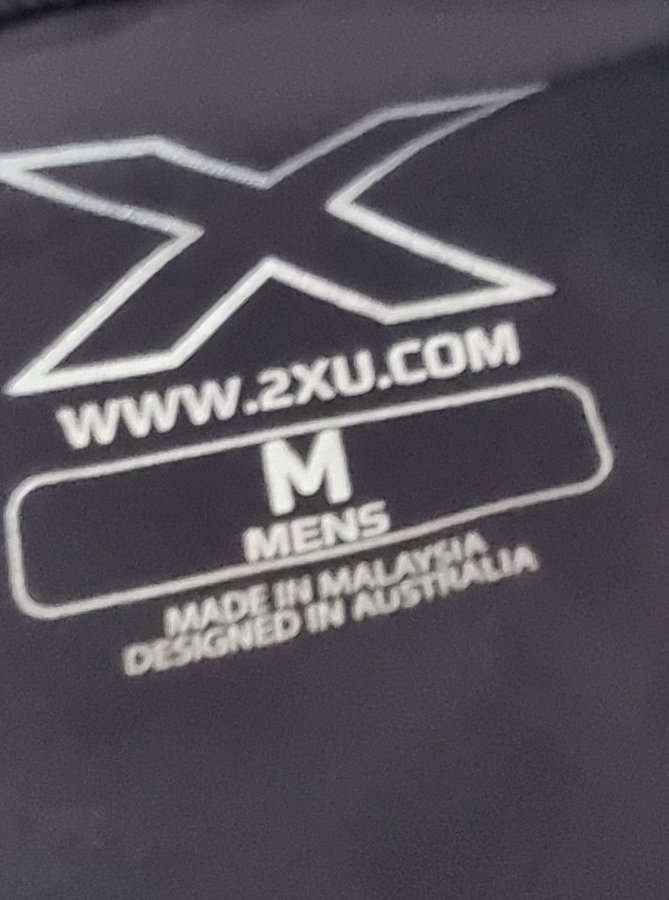 WWW.2XU.COM
M
MENS
MADE IN MALAYSIA
DESIGNED IN AUSTRALIA